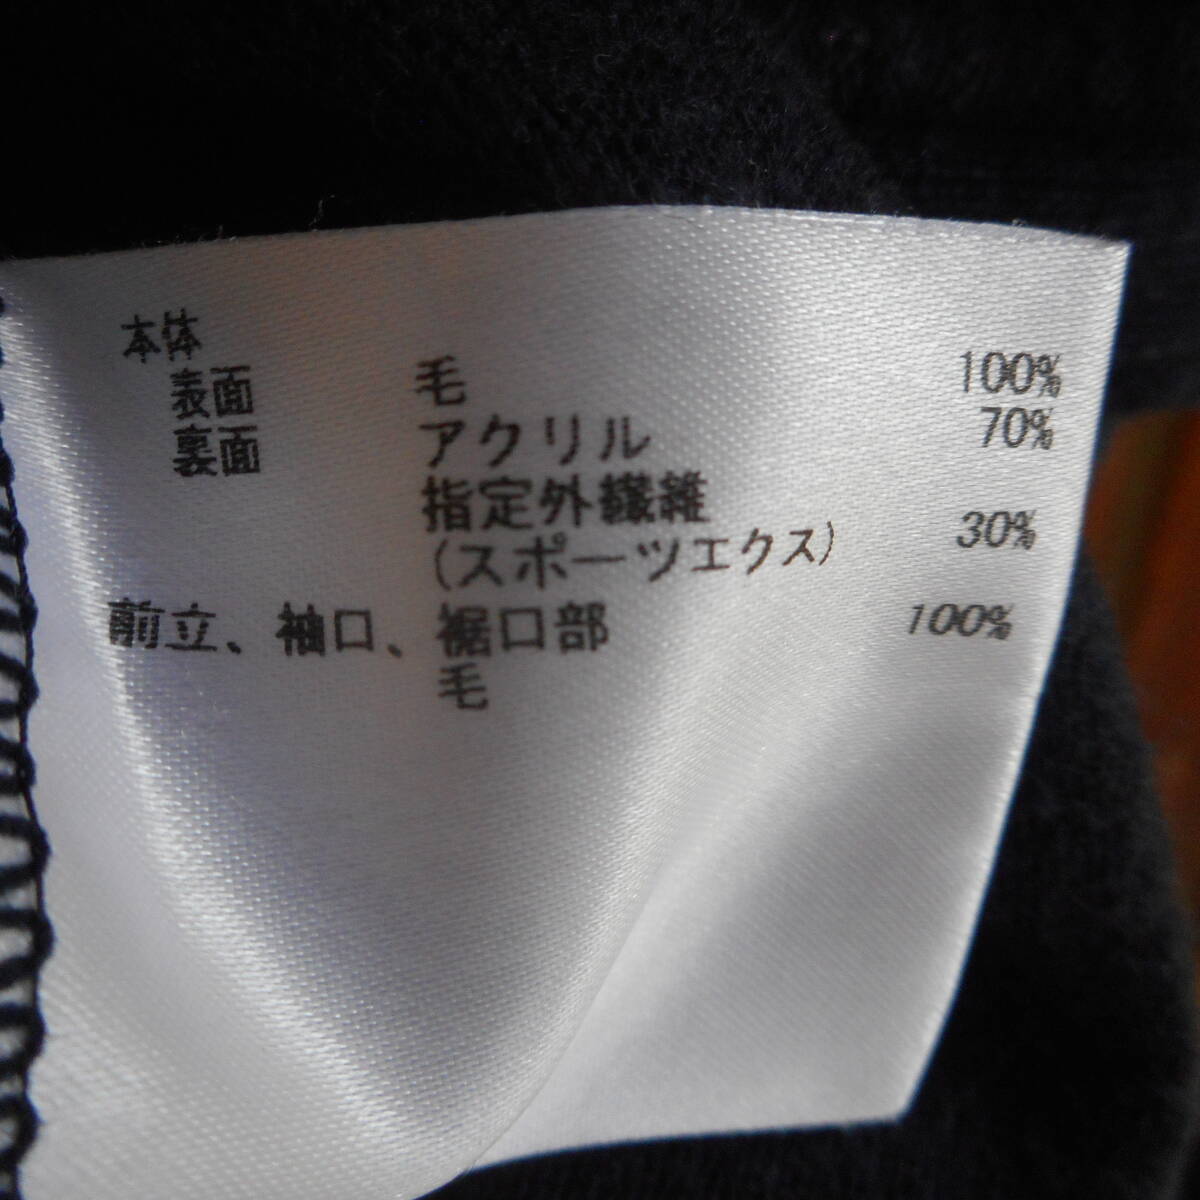 本体
表面 毛 100%
裏面 アクリル 70%
指定外繊維
(スポーツエクス) 30%
前立、袖口、裾口部 100%
毛